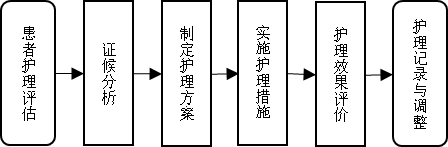 患者护理评估
证候分析
制定护理方案
实施护理措施
护理效果评价
护理记录与调整